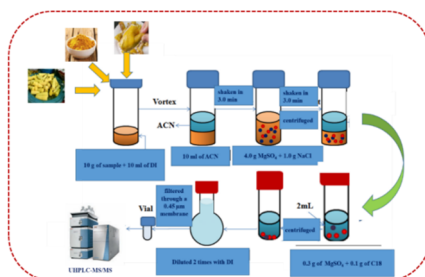 Vortex
ACN
shaken in
3.0 min
shaken in
3.0 min
centrifuged
10 g of sample + 10 ml of DI
10 ml of ACN
4.0 g MgSO4 + 1.0 g NaCl
filtered
through a
0.45 μm
membrane
Vial
2mL
centrifuged
UHPLC-MS/MS
Diluted 2 times with DI
0.3 g of MgSO4 + 0.1 g of C18